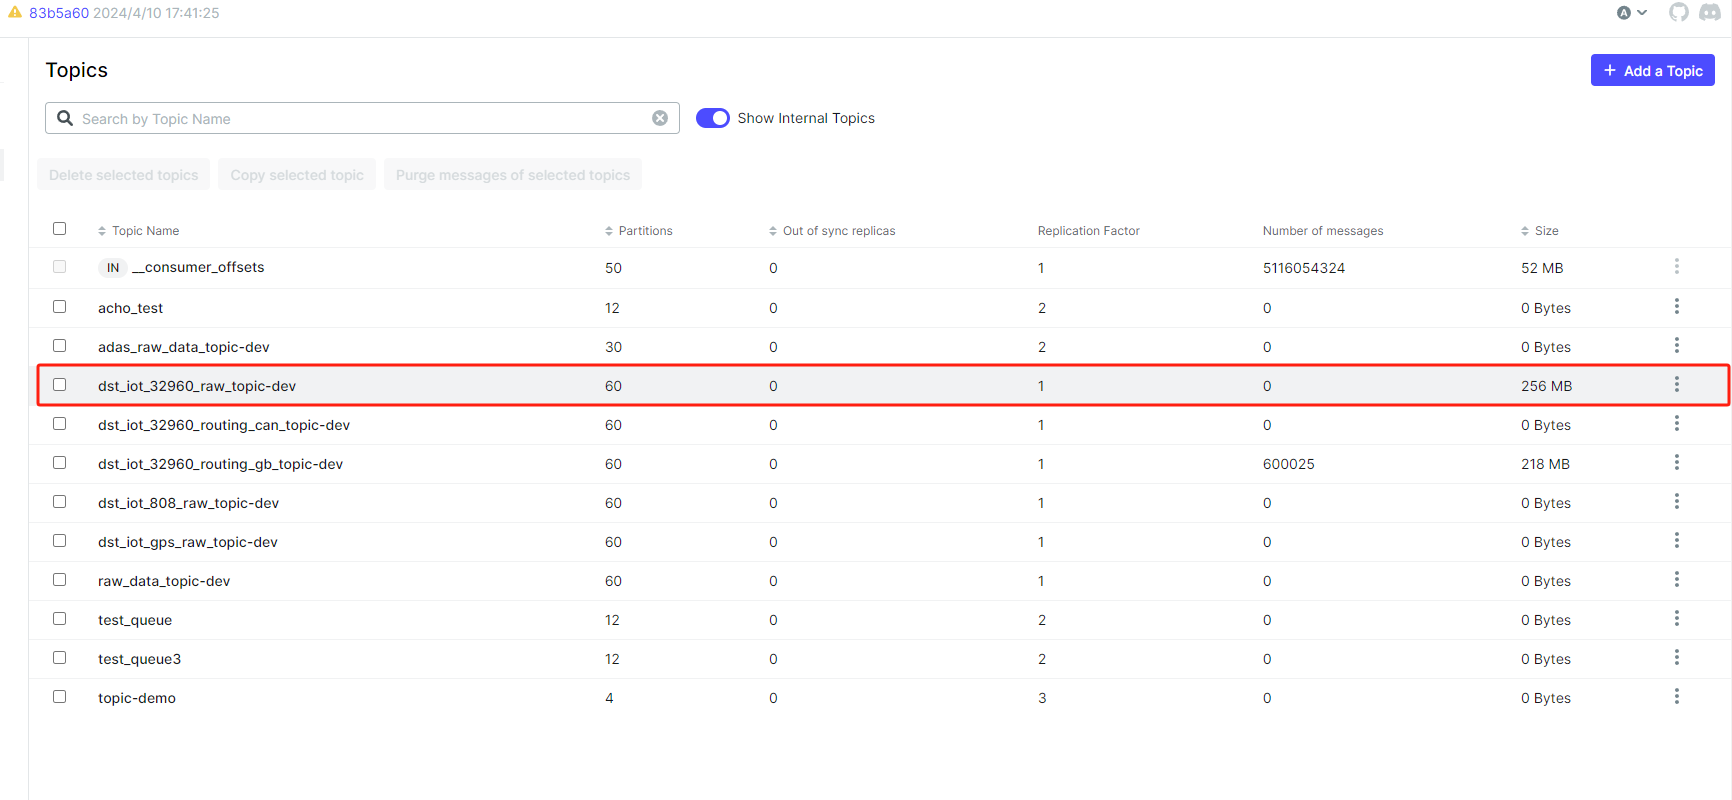 83b5a60 2024/4/10 17:41:25
A
Topics
+ Add a Topic
Search by Topic Name
Show Internal Topics
Delete selected topics Copy selected topic Purge messages of selected topics
Topic Name Partitions Out of sync replicas Replication Factor Number of messages Size
IN __consumer_offsets 50 0 1 5116054324 52 MB
acho_test 12 0 2 0 0 Bytes
adas_raw_data_topic-dev 30 0 2 0 0 Bytes
dst_iot_32960_raw_topic-dev 60 0 1 0 256 MB
dst_iot_32960_routing_can_topic-dev 60 0 1 0 0 Bytes
dst_iot_32960_routing_gb_topic-dev 60 0 1 600025 218 MB
dst_iot_808_raw_topic-dev 60 0 1 0 0 Bytes
dst_iot_gps_raw_topic-dev 60 0 1 0 0 Bytes
raw_data_topic-dev 60 0 1 0 0 Bytes
test_queue 12 0 2 0 0 Bytes
test_queue3 12 0 2 0 0 Bytes
topic-demo 4 0 3 0 0 Bytes